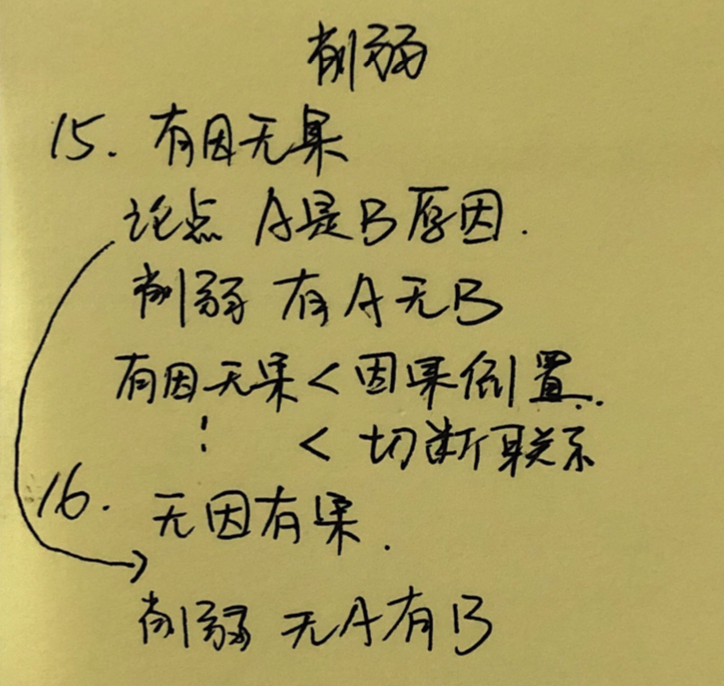 削弱
15. 有因无果
论点 A是B原因.
削弱 有A无B
有因无果<因果倒置.
<切断联系
16. 无因有果.
削弱 无A有B